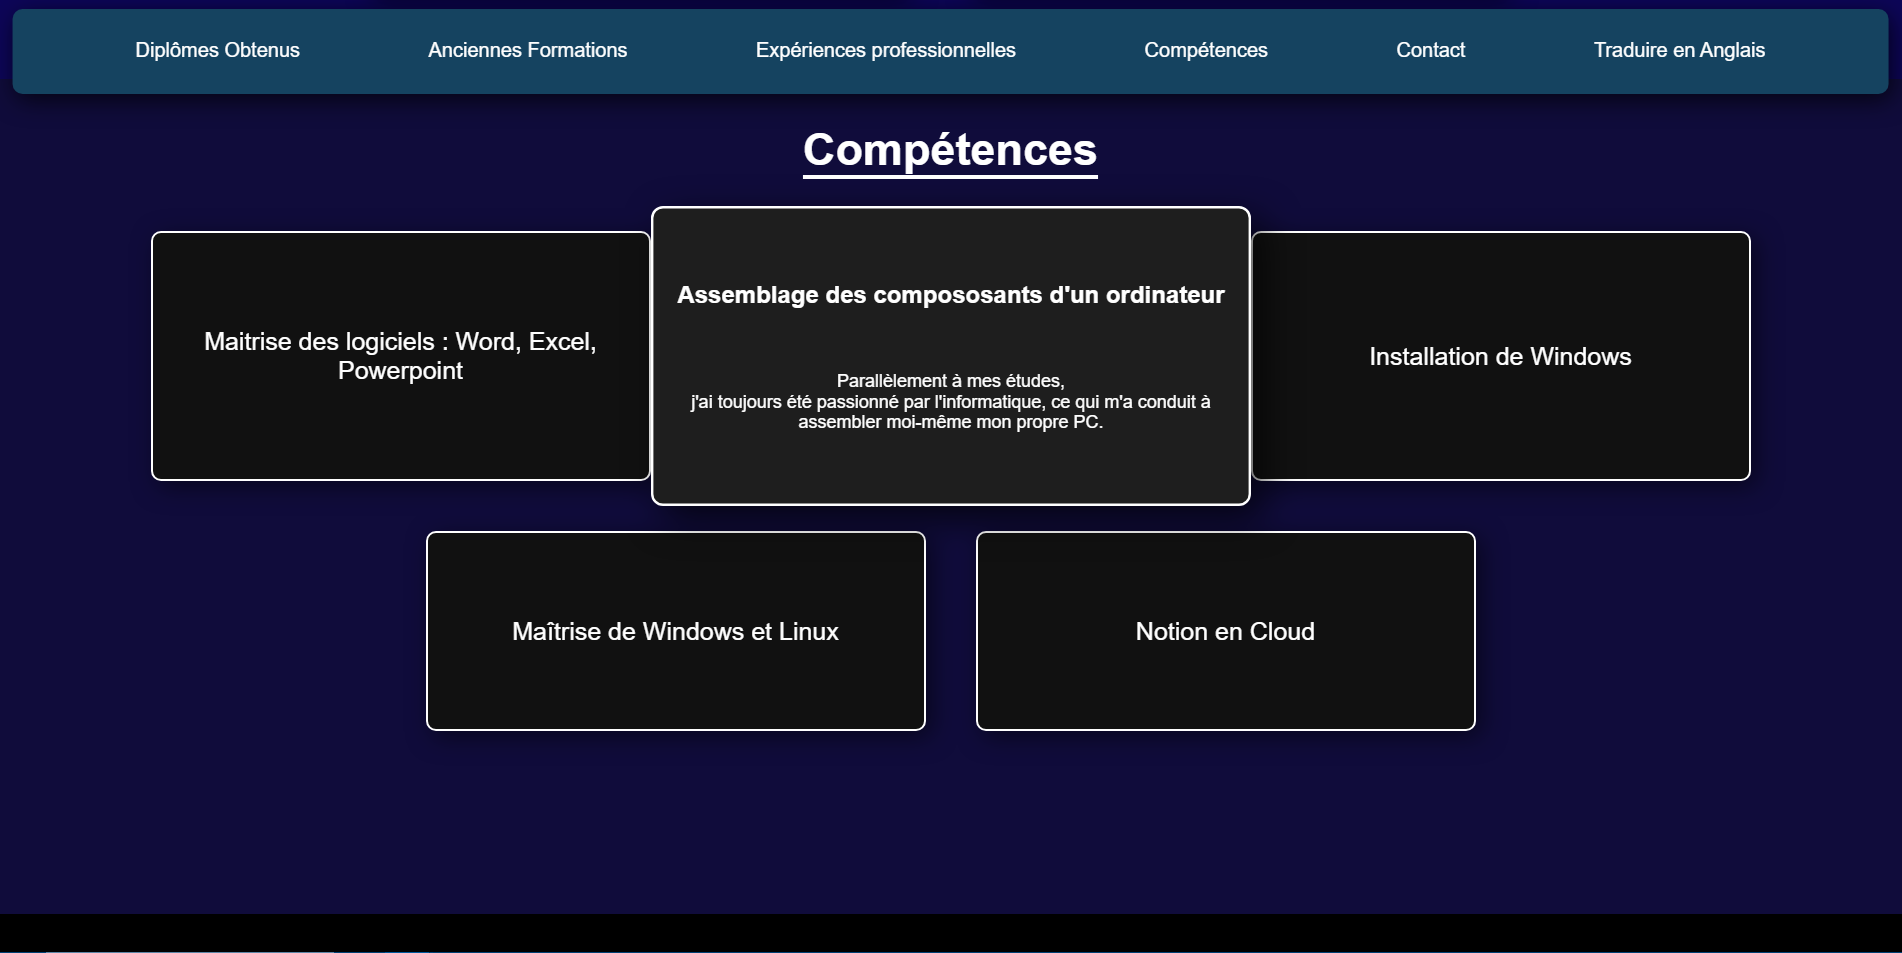 Diplômes Obtenus
Anciennes Formations
Expériences professionnelles
Compétences
Contact
Traduire en Anglais
Compétences
Maitrise des logiciels : Word, Excel,
Powerpoint
Assemblage des compososants d'un ordinateur
Parallèlement à mes études,
j'ai toujours été passionné par l'informatique, ce qui m'a conduit à
assembler moi-même mon propre PC.
Installation de Windows
Maîtrise de Windows et Linux
Notion en Cloud